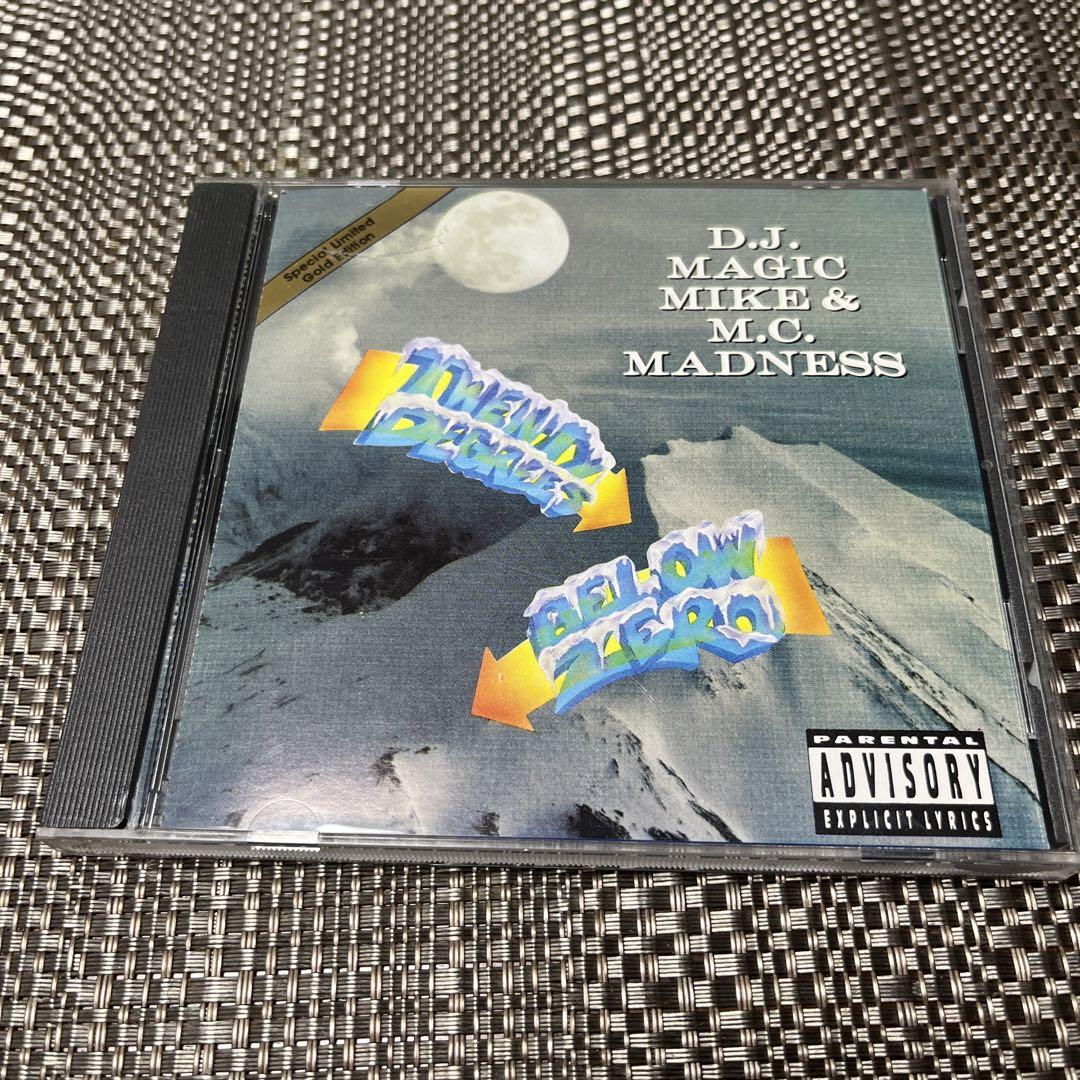 Special Limited
Gold Edition
D.J.
MAGIC
MIKE &
M.C.
MADNESS
TWENTY
DEGREES
BELOW
ZERO
PARENTAL
ADVISORY
EXPLICIT LYRICS